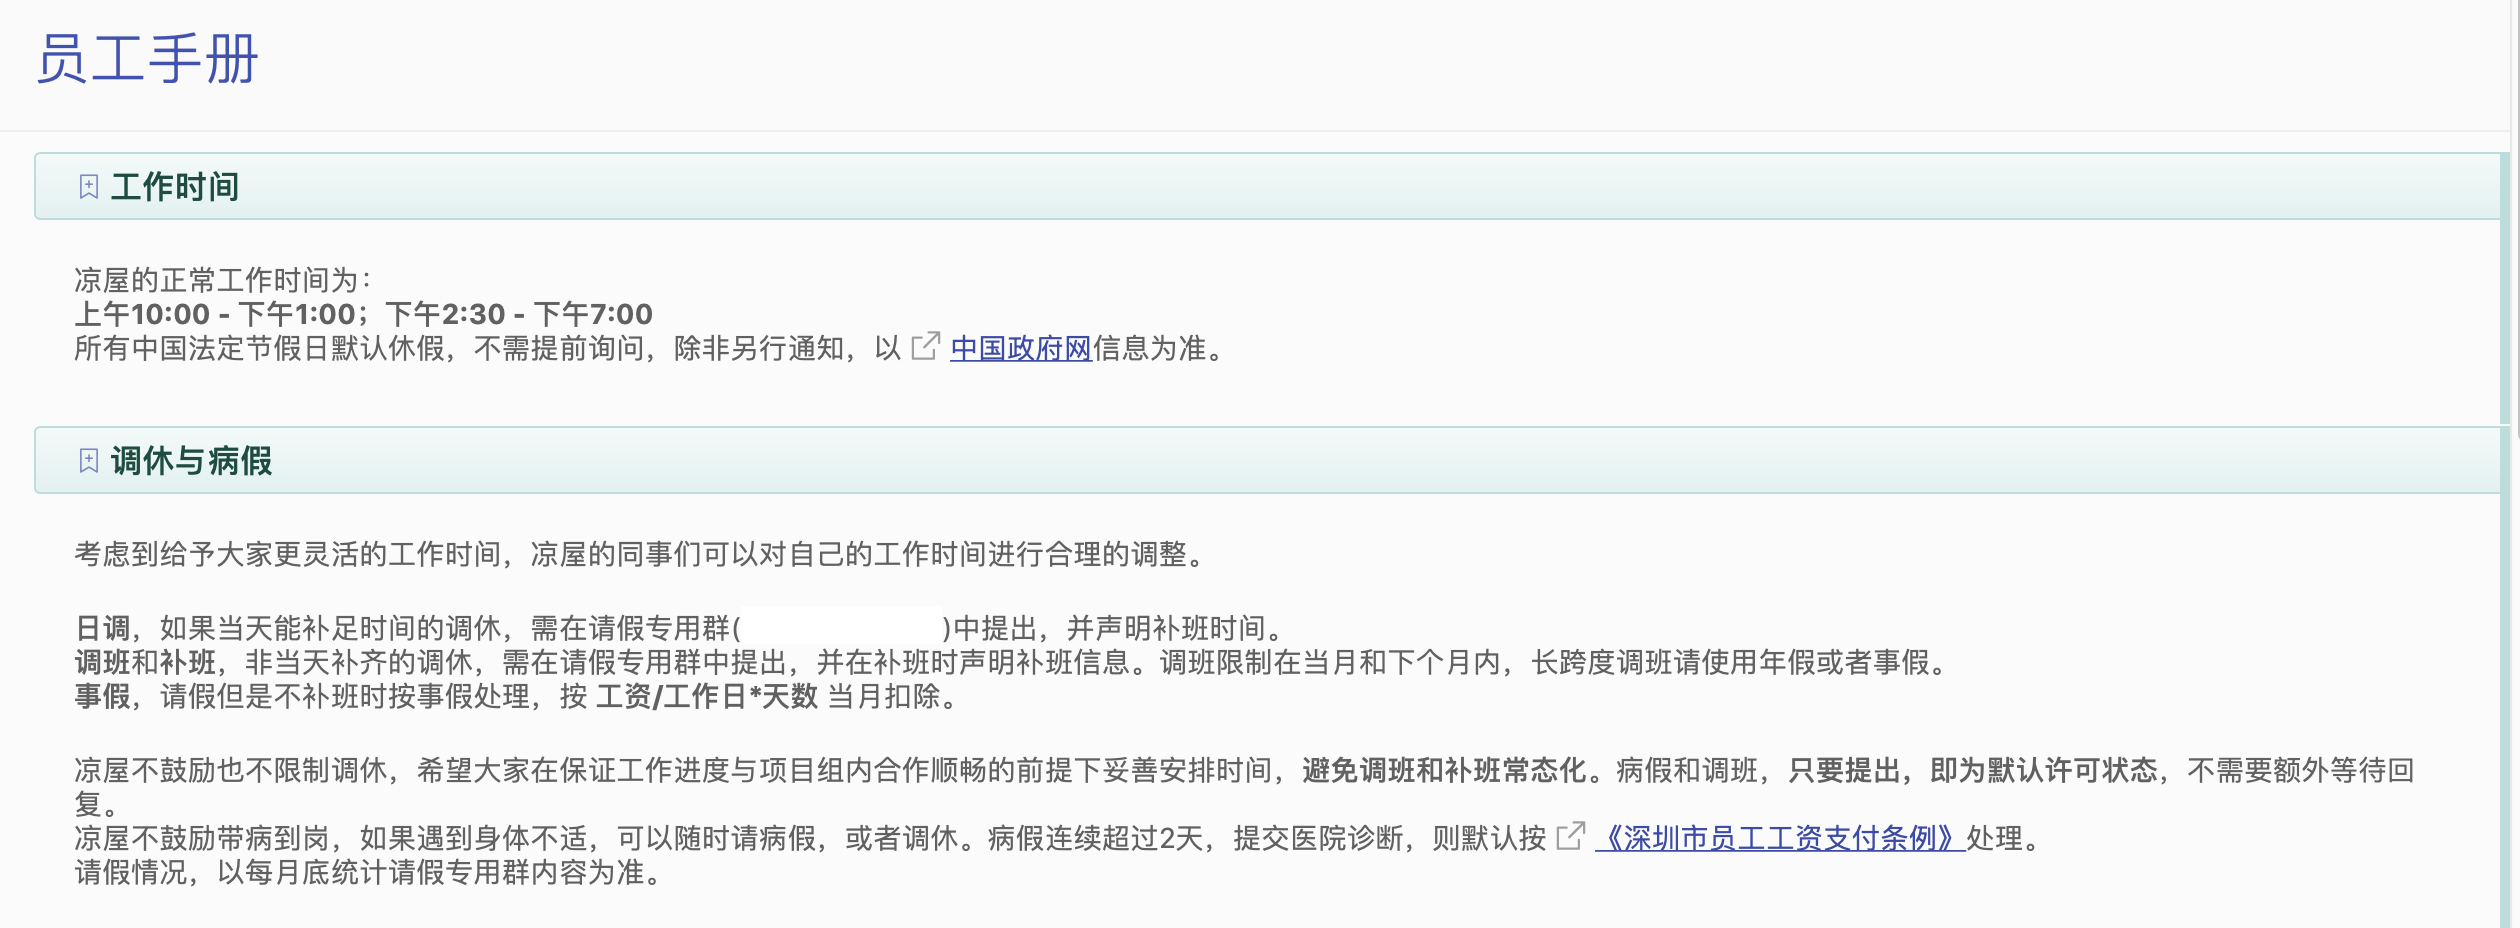 员工手册
工作时间
凉屋的正常工作时间为：
上午10:00 - 下午1:00；下午2:30 - 下午7:00
所有中国法定节假日默认休假，不需提前询问，除非另行通知，以 中国政府网信息为准。
调休与病假
考虑到给予大家更灵活的工作时间，凉屋的同事们可以对自己的工作时间进行合理的调整。
日调，如果当天能补足时间的调休，需在请假专用群( )中提出，并声明补班时间。
调班和补班，非当天补齐的调休，需在请假专用群中提出，并在补班时声明补班信息。调班限制在当月和下个月内，长跨度调班请使用年假或者事假。
事假，请假但是不补班时按事假处理，按 工资/工作日*天数 当月扣除。
凉屋不鼓励也不限制调休，希望大家在保证工作进度与项目组内合作顺畅的前提下妥善安排时间，避免调班和补班常态化。病假和调班，只要提出，即为默认许可状态，不需要额外等待回
复。
凉屋不鼓励带病到岗，如果遇到身体不适，可以随时请病假，或者调休。病假连续超过2天，提交医院诊断，则默认按 《深圳市员工工资支付条例》处理。
请假情况，以每月底统计请假专用群内容为准。